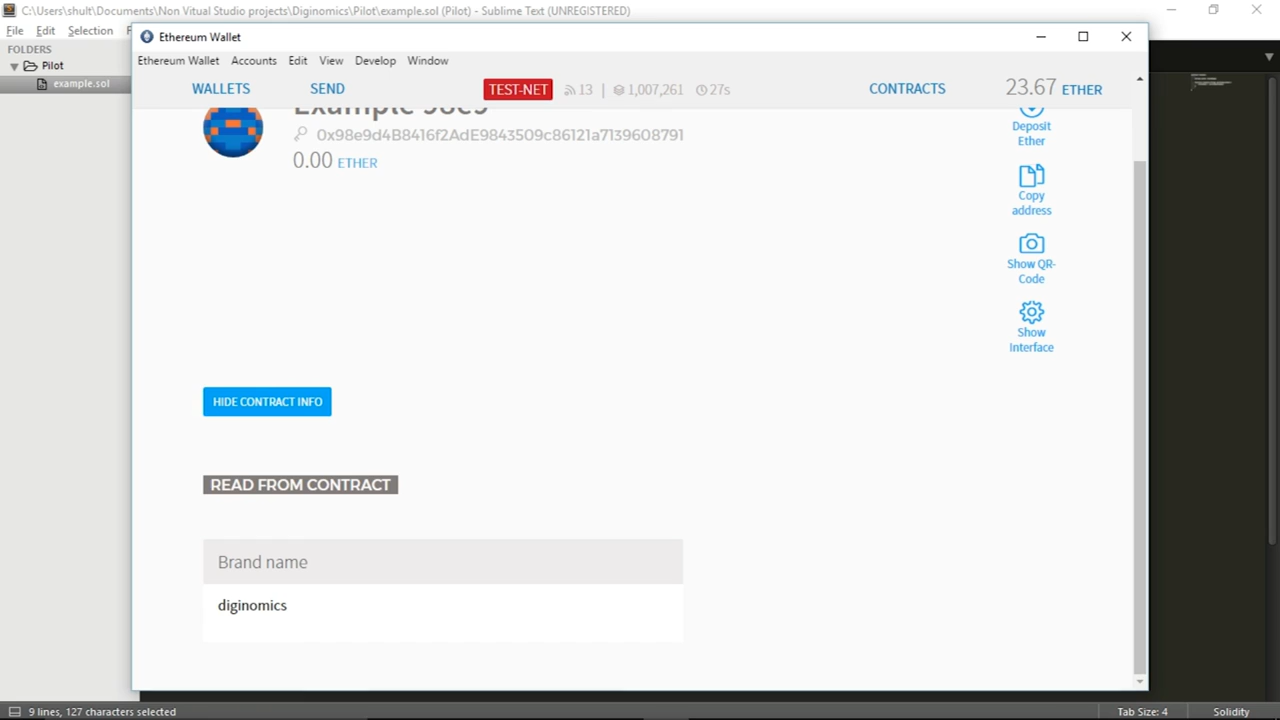 C:\Users\shult\Documents\Non Vitual Studio projects\Diginomics\Pilot\example.sol (Pilot) - Sublime Text (UNREGISTERED)
File Edit Selection
FOLDERS
Pilot
example.sol
Ethereum Wallet
Ethereum Wallet Accounts Edit View Develop Window
WALLETS SEND TEST-NET 13 | 1,007,261 27s CONTRACTS 23.67 ETHER
Example 98e9
0x98e9d4B8416f2AdE9843509c86121a7139608791
0.00 ETHER
Deposit
Ether
Copy
address
Show QR-
Code
Show
Interface
HIDE CONTRACT INFO
READ FROM CONTRACT
Brand name
diginomics
9 lines, 127 characters selected
Tab Size: 4 Solidity